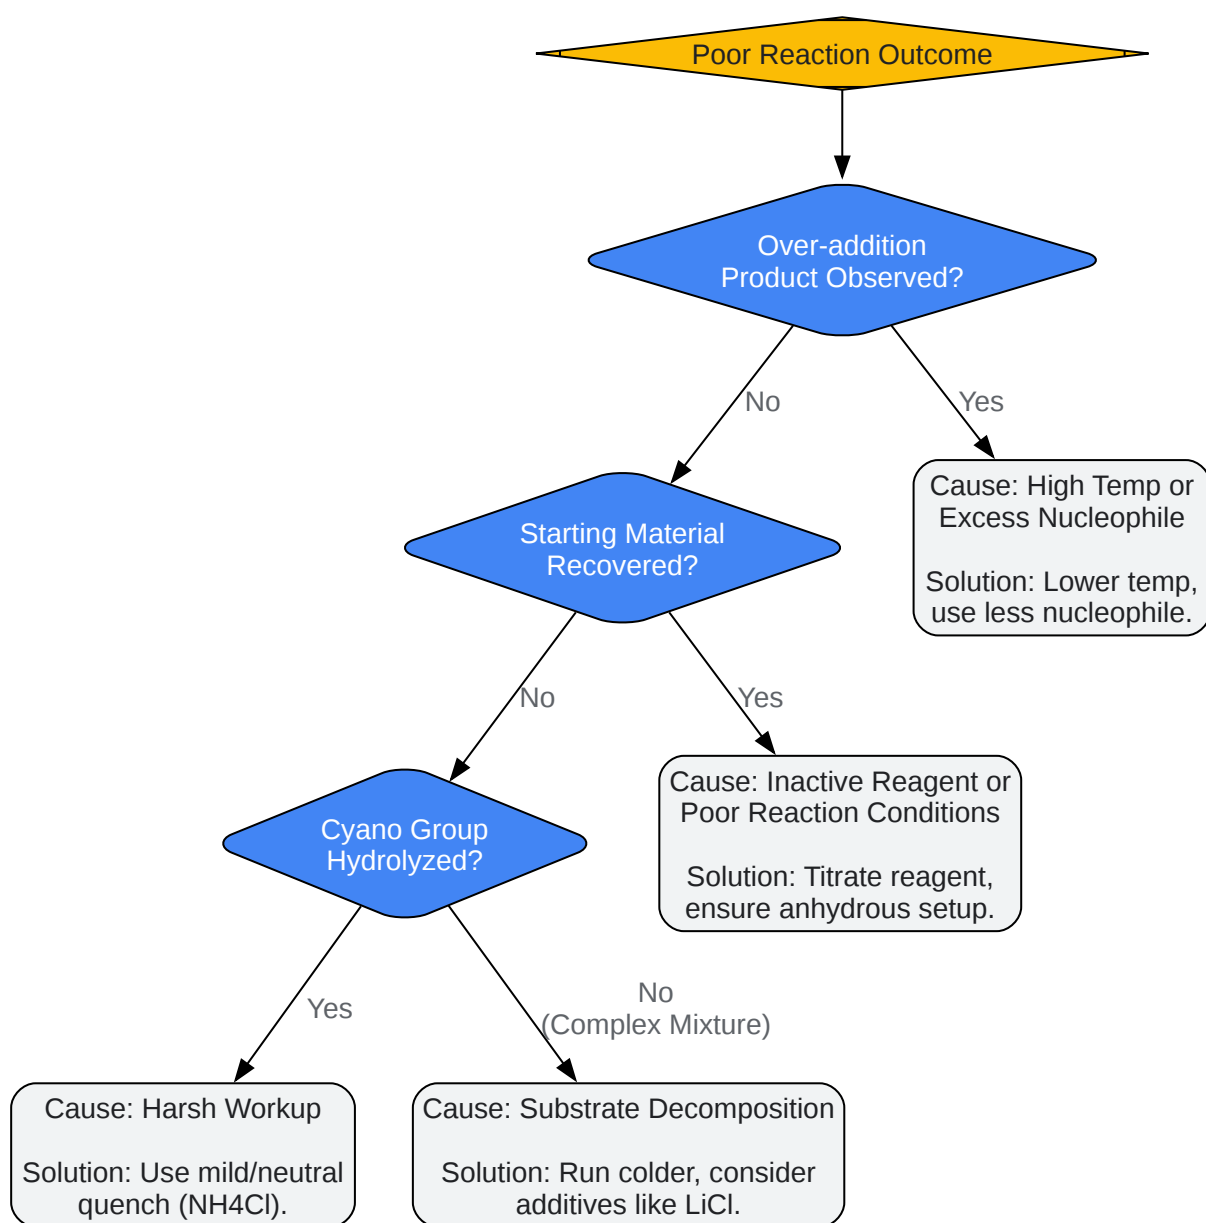 Poor Reaction Outcome
Over-addition
Product Observed?
No
Yes
Cause: High Temp or
Excess Nucleophile
Solution: Lower temp,
use less nucleophile.
Starting Material
Recovered?
No
Yes
Cause: Inactive Reagent or
Poor Reaction Conditions
Solution: Titrate reagent,
ensure anhydrous setup.
Cyano Group
Hydrolyzed?
Yes
No
(Complex Mixture)
Cause: Harsh Workup
Solution: Use mild/neutral
quench (NH4Cl).
Cause: Substrate Decomposition
Solution: Run colder, consider
additives like LiCl.